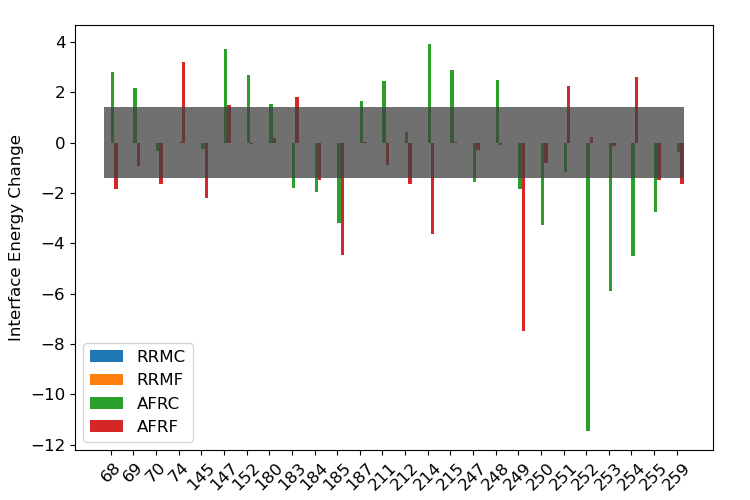 4
2
0
−2
−4
−6
−8
−10
−12
Interface Energy Change
RRMC
RRMF
AFRC
AFRF
68 69 70 74 145 147 152 180 183 184 185 187 211 212 214 215 247 248 249 250 251 252 253 254 255 259